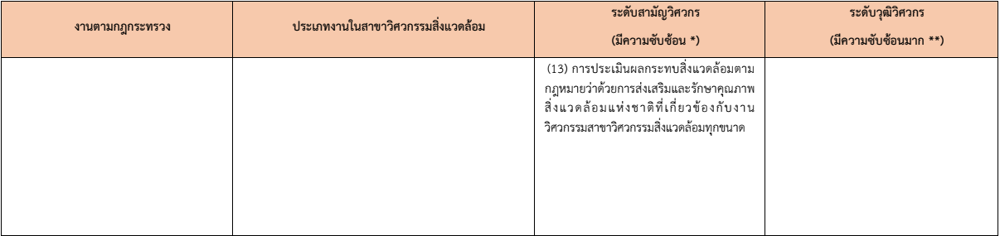 งานตามกฎกระทรวง
ประเภทงานในสาขาวิศวกรรมสิ่งแวดล้อม
ระดับสามัญวิศวกร
(มีความซับซ้อน *)
ระดับวุฒิวิศวกร
(มีความซับซ้อนมาก **)
(13) การประเมินผลกระทบสิ่งแวดล้อมตาม
กฎหมายว่าด้วยการส่งเสริมและรักษาคุณภาพ
สิ่งแวดล้อมแห่งชาติที่เกี่ยวข้องกับงาน
วิศวกรรมสาขาวิศวกรรมสิ่งแวดล้อมทุกขนาด